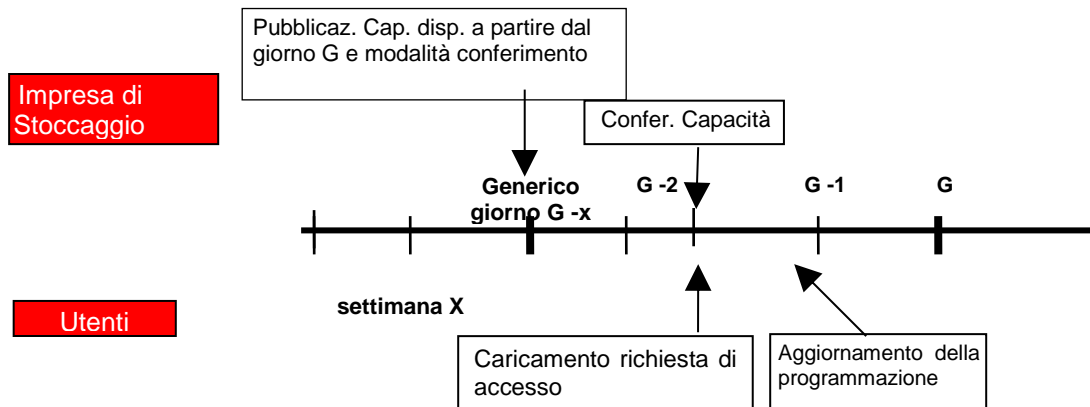 Pubblicaz. Cap. disp. a partire dal
giorno G e modalità conferimento
Impresa di
Stoccaggio
Confer. Capacità
Generico
giorno G -x
G -2
G -1
G
settimana X
Utenti
Caricamento richiesta di
accesso
Aggiornamento della
programmazione